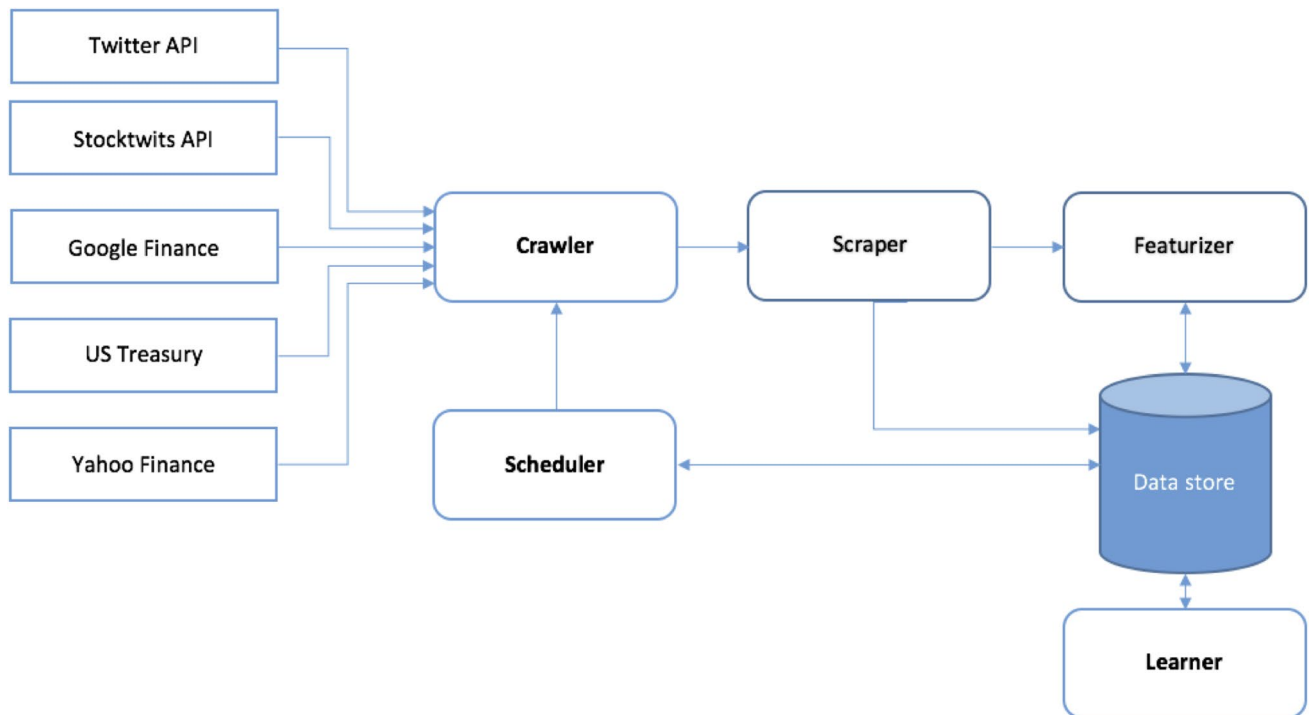 Twitter API
Stocktwits API
Google Finance
US Treasury
Yahoo Finance
Crawler
Scraper
Featurizer
Scheduler
Data store
Learner